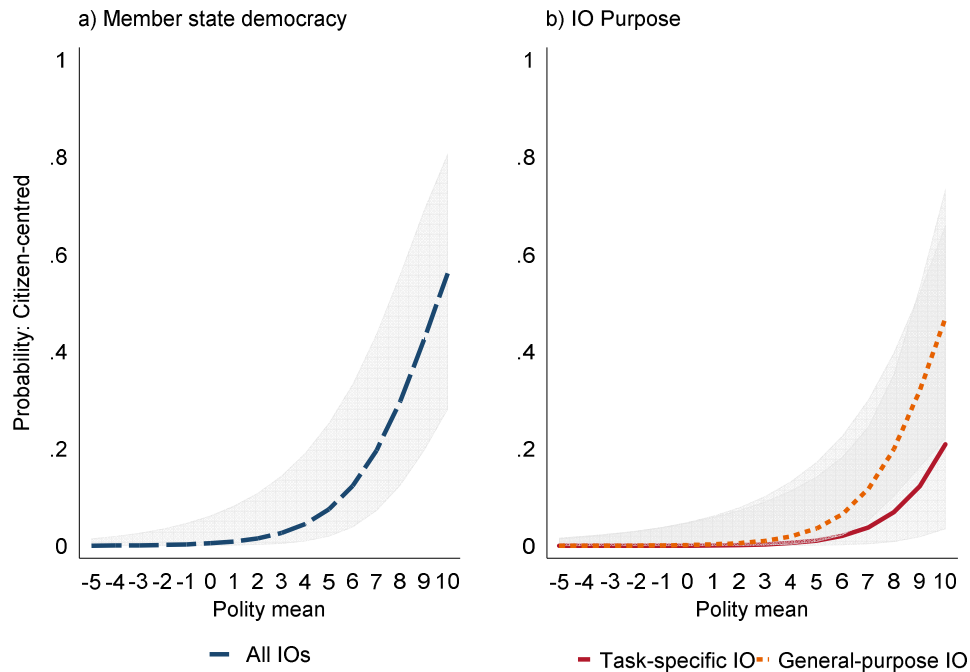 a) Member state democracy
b) IO Purpose
Probability: Citizen-centred
1
.8
.6
.4
.2
0
-5 -4 -3 -2 -1 0 1 2 3 4 5 6 7 8 9 10
Polity mean
All IOs
1
.8
.6
.4
.2
0
-5 -4 -3 -2 -1 0 1 2 3 4 5 6 7 8 9 10
Polity mean
Task-specific IO General-purpose IO